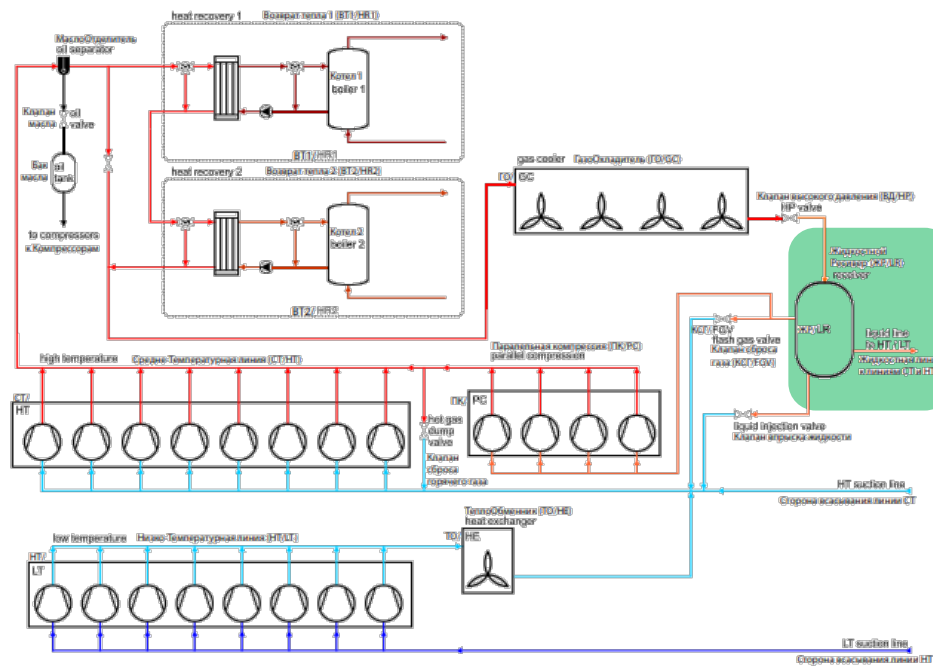 heat recovery 1 Возврат тепла 1 (ВТ1/HR1)
МаслоОтделитель
oil separator
Котел 1
boiler 1
Клапан
масла
oil
valve
ВТ1/HR1
Бак
масла
oil
tank
heat recovery 2 Возврат тепла 2 (ВТ2/HR2)
gas cooler ГазоОхладитель (ГО/GC)
ГО/
GC
Клапан высокого давления (ВД/HP)
HP valve
Котел 2
boiler 2
to compressors
к Компрессорам
Жидкостной
Ресивер (ЖР/LR)
receiver
ВТ2/HR2
ЖР/LR
КСГ/FGV
flash gas valve
Клапан сброса
газа (КСГ/FGV)
liquid line
to HT / LT
Жидкостная лин
high temperature Средне-Температурная линия (СТ/HT)
Паралельная компрессия (ПК/PC)
parallel compression
СТ/
HT
ПК/
PC
hot gas
dump
valve
Клапан
сброса
горячего газа
liquid injection valve
Клапан впрыска жидкости
HT suction line
Сторона всасывания линии СТ
ТеплоОбменник (ТО/HE)
heat exchanger
low temperature Низко-Температурная линия (НТ/LT)
ТО/
HE
НТ/
LT
LT suction line
Сторона всасывания линии НТ